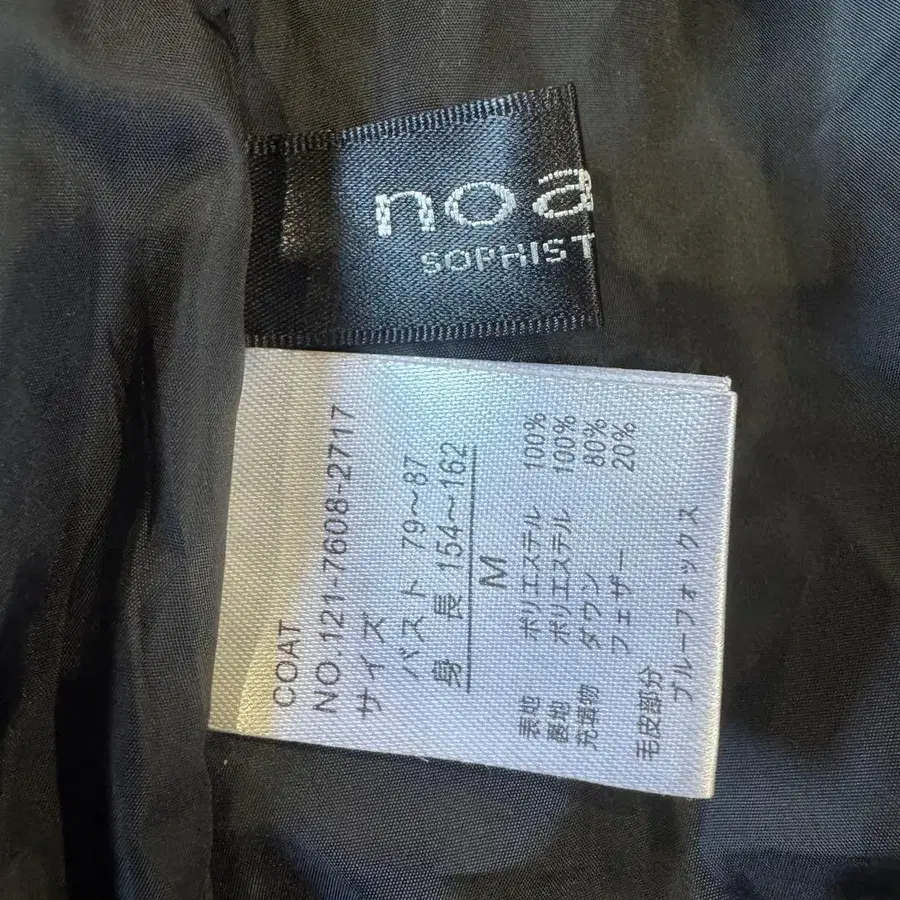 noa
SOPHIST
COAT
NO.121-7608-2717
サイズ
バスト 79～87
身 長 154～162
M
表地 ポリエステル 100%
裏地 ポリエステル 100%
充填物 ダウン 80%
フェザー 20%
毛皮部分
ブルーフォックス